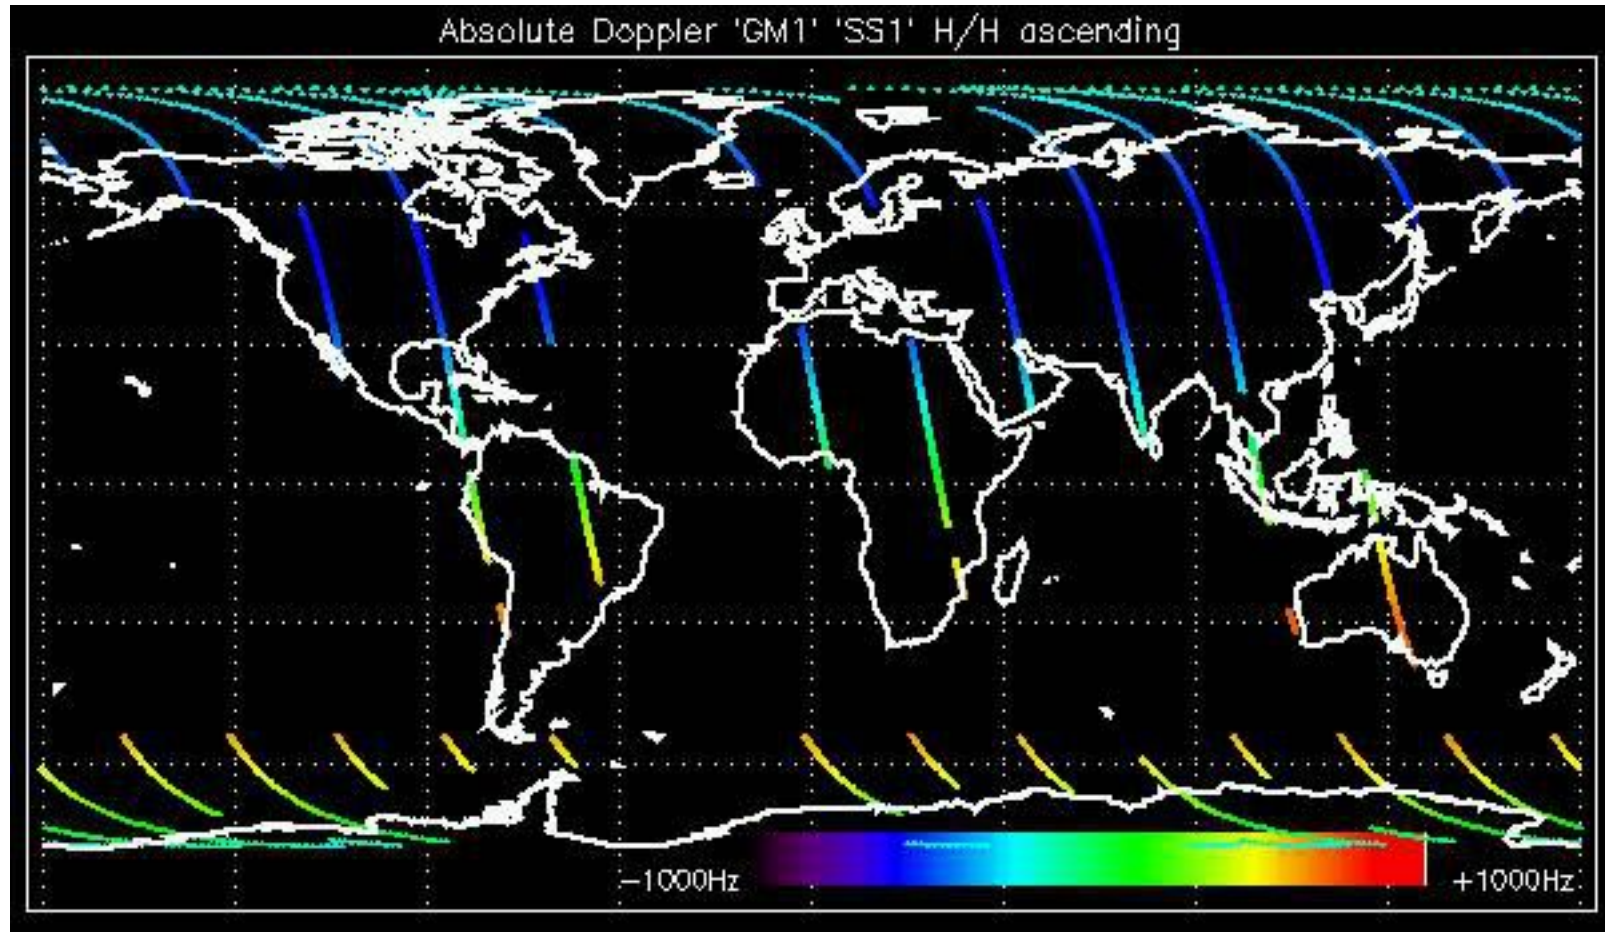 Absolute Doppler 'GM1' 'SS1' H/H ascending
-1000Hz
+1000Hz